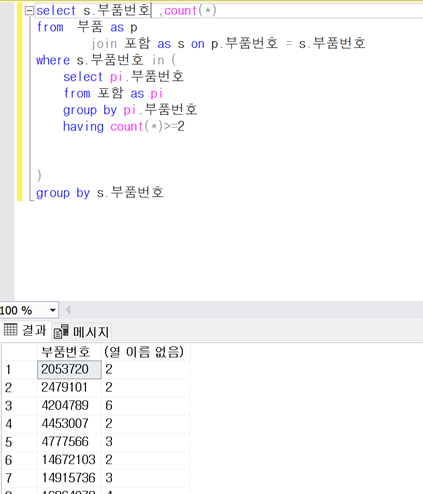 select s.부품번호 ,count(*)
from 부품 as p
join 포함 as s on p.부품번호 = s.부품번호
where s.부품번호 in (
select pi.부품번호
from 포함 as pi
group by pi.부품번호
having count(*)>=2
)
group by s.부품번호
100 %
결과 메시지
부품번호 (열 이름 없음)
1 2053720 2
2 2479101 2
3 4204789 6
4 4453007 2
5 4777566 3
6 14672103 2
7 14915736 3